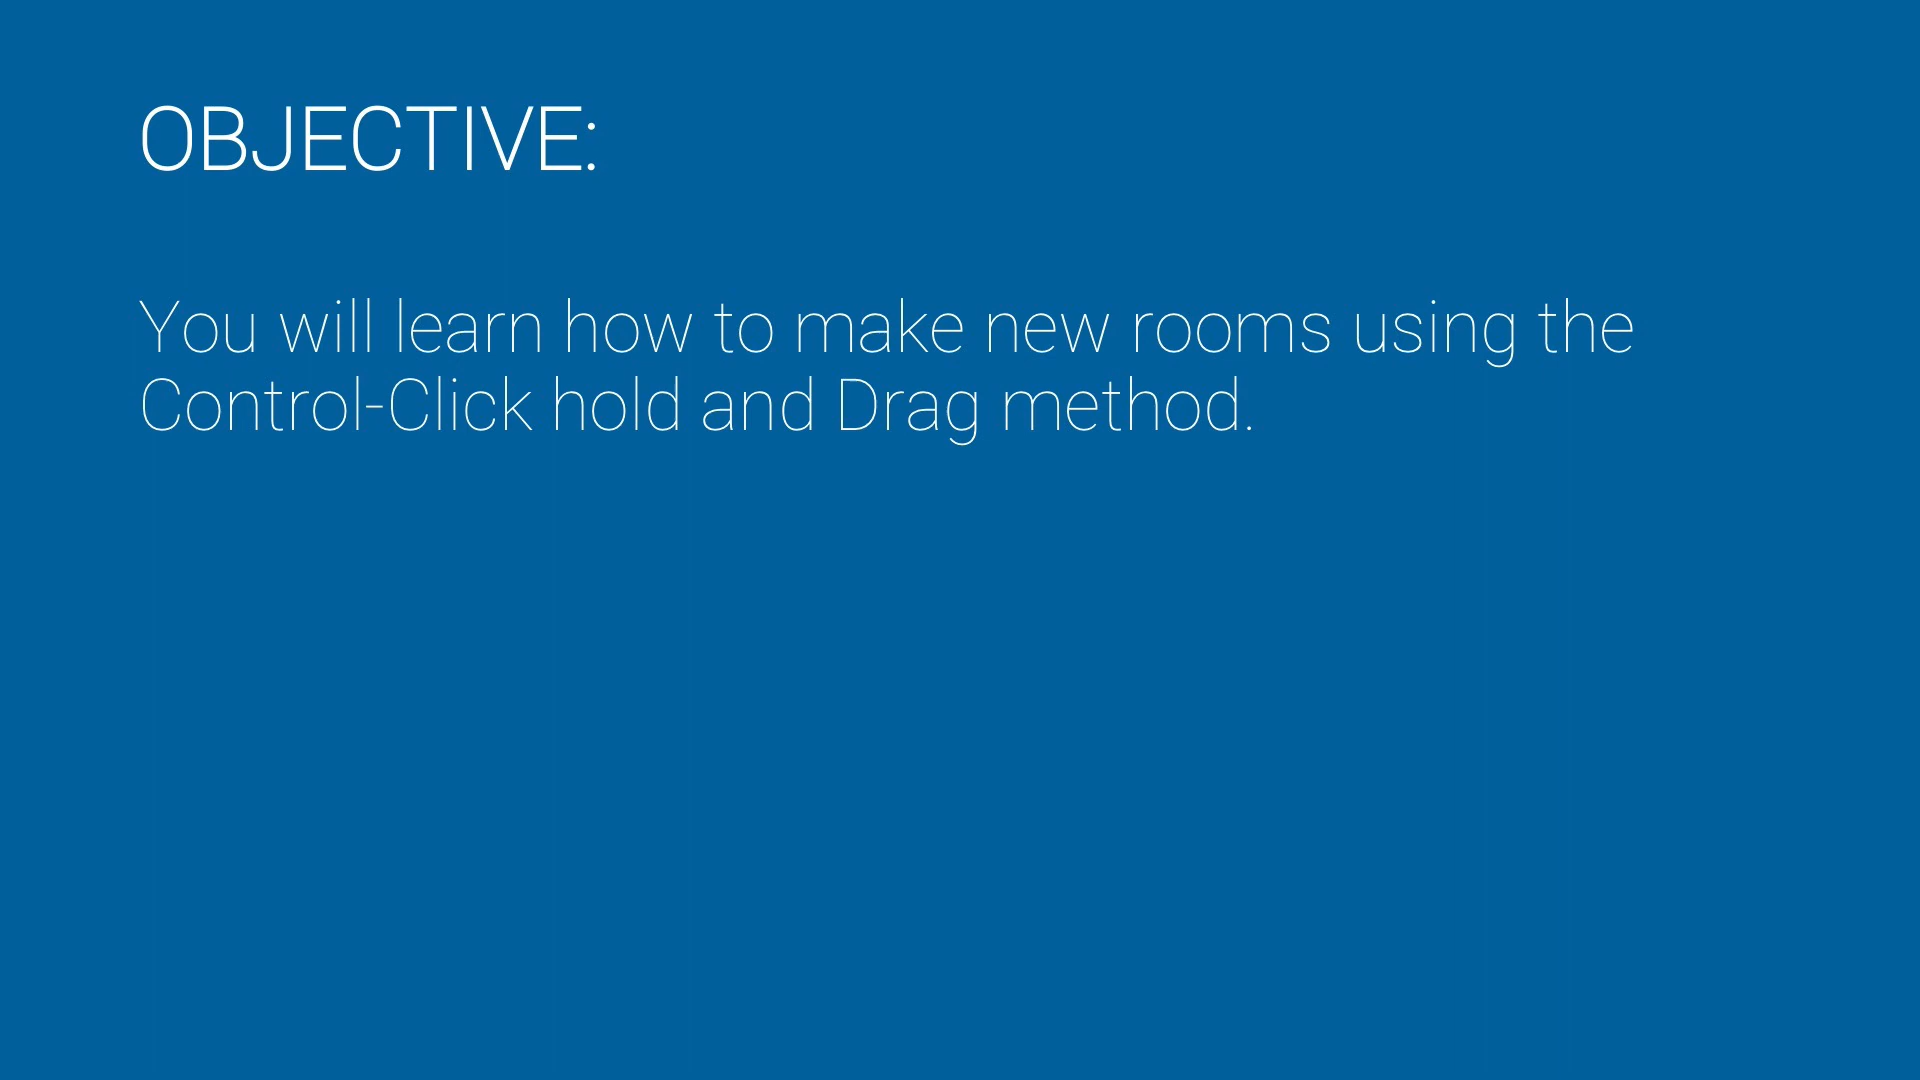 OBJECTIVE:
You will learn how to make new rooms using the
Control-Click hold and Drag method.